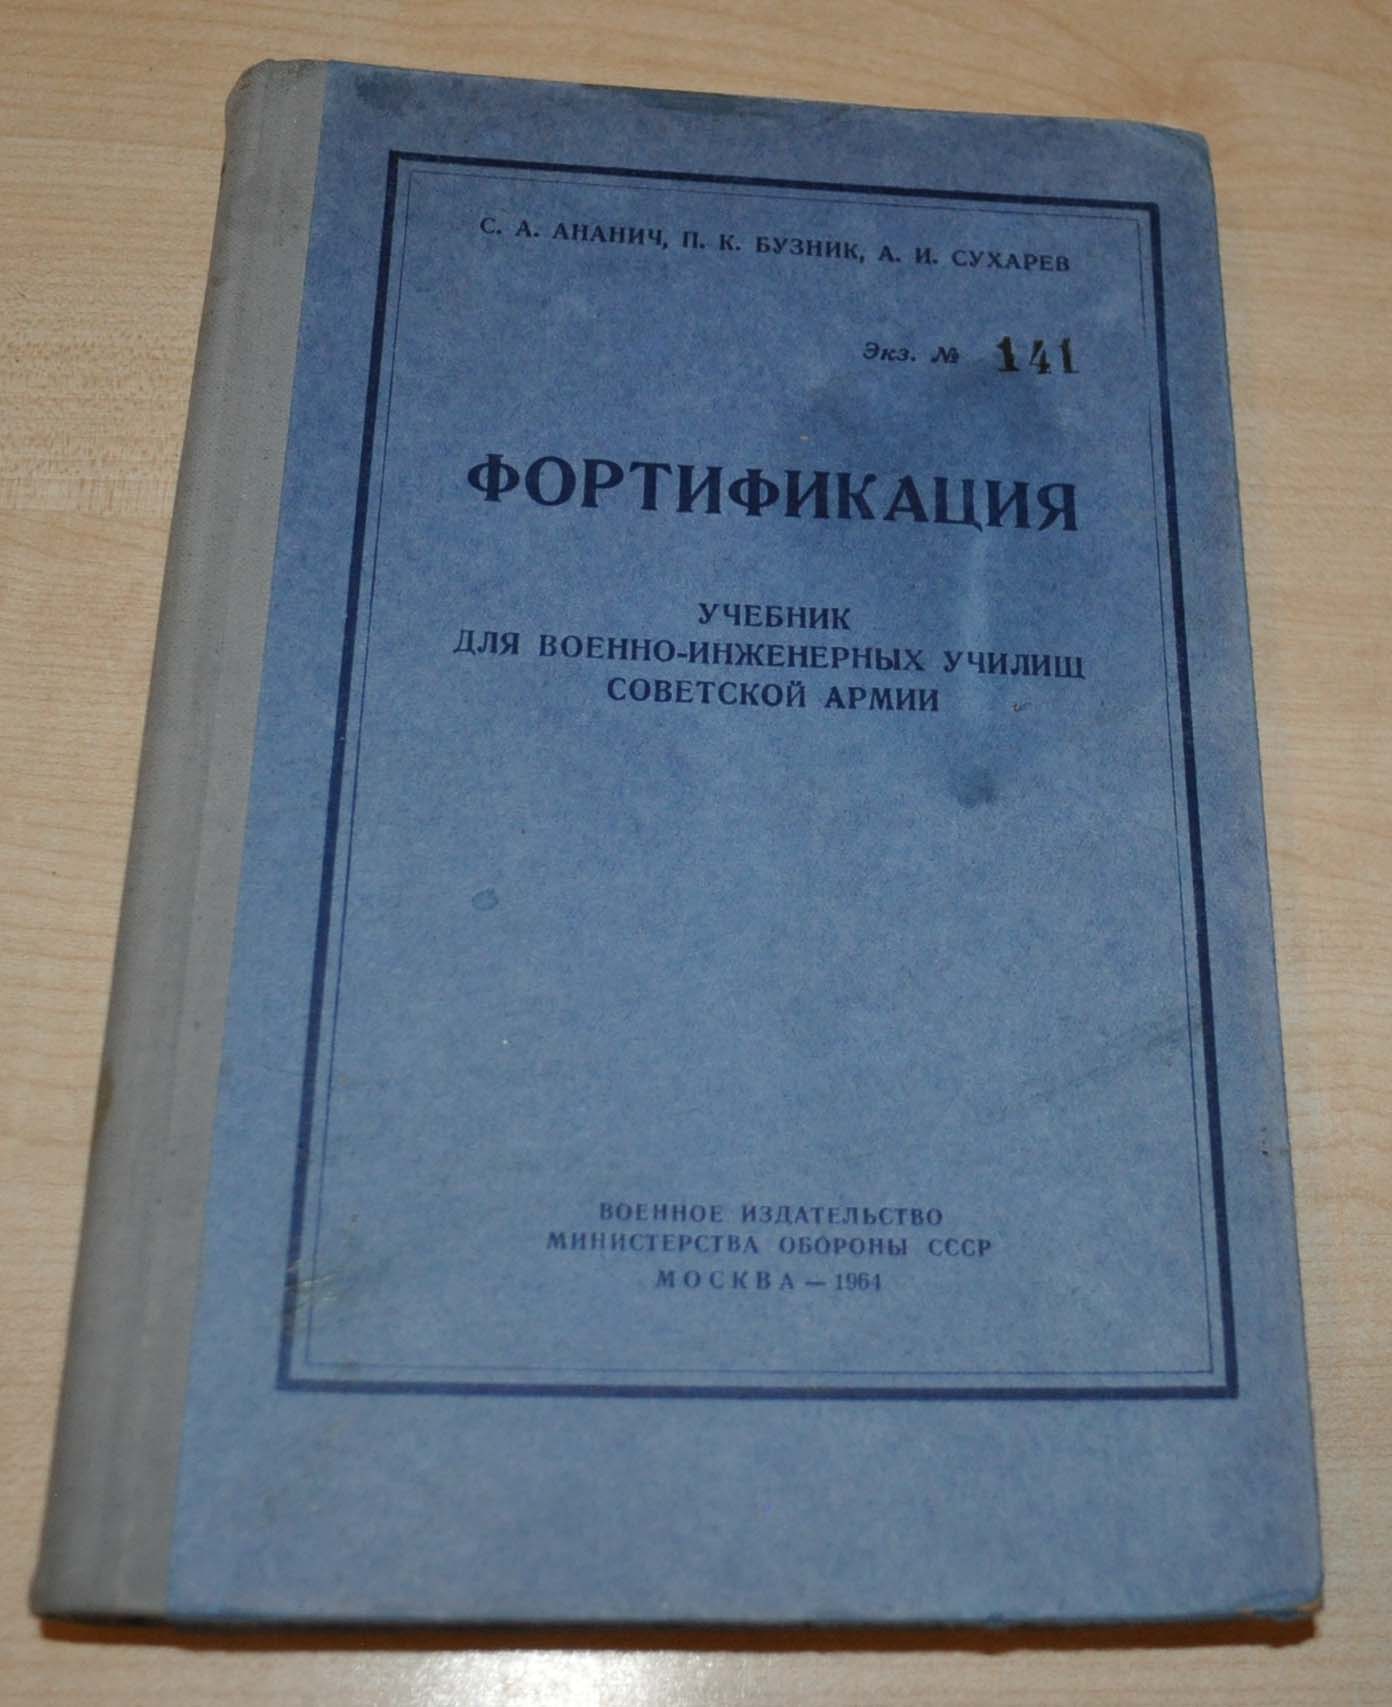 С. А. АНАНИЧ, П. К. БУЗНИК, А. И. СУХАРЕВ
Экз. № 141
ФОРТИФИКАЦИЯ
УЧЕБНИК
ДЛЯ ВОЕННО-ИНЖЕНЕРНЫХ УЧИЛИЩ
СОВЕТСКОЙ АРМИИ
ВОЕННОЕ ИЗДАТЕЛЬСТВО
МИНИСТЕРСТВА ОБОРОНЫ СССР
МОСКВА — 1964